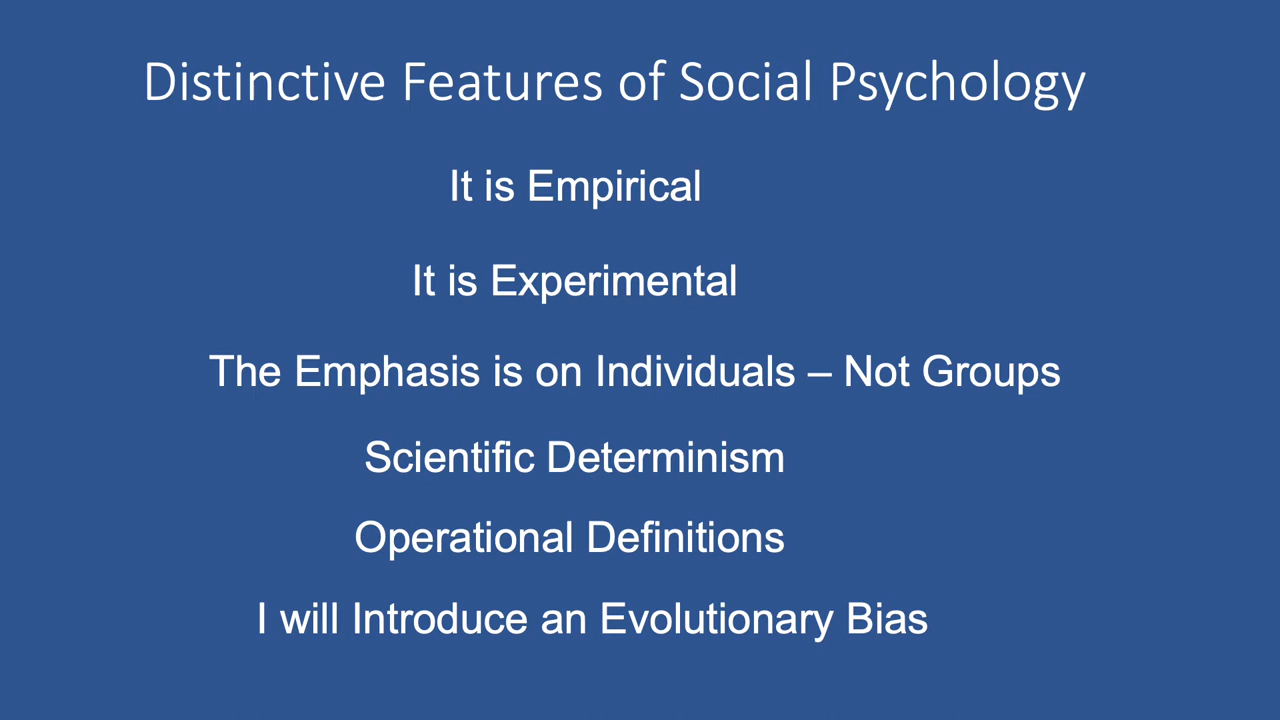 Distinctive Features of Social Psychology
It is Empirical
It is Experimental
The Emphasis is on Individuals – Not Groups
Scientific Determinism
Operational Definitions
I will Introduce an Evolutionary Bias